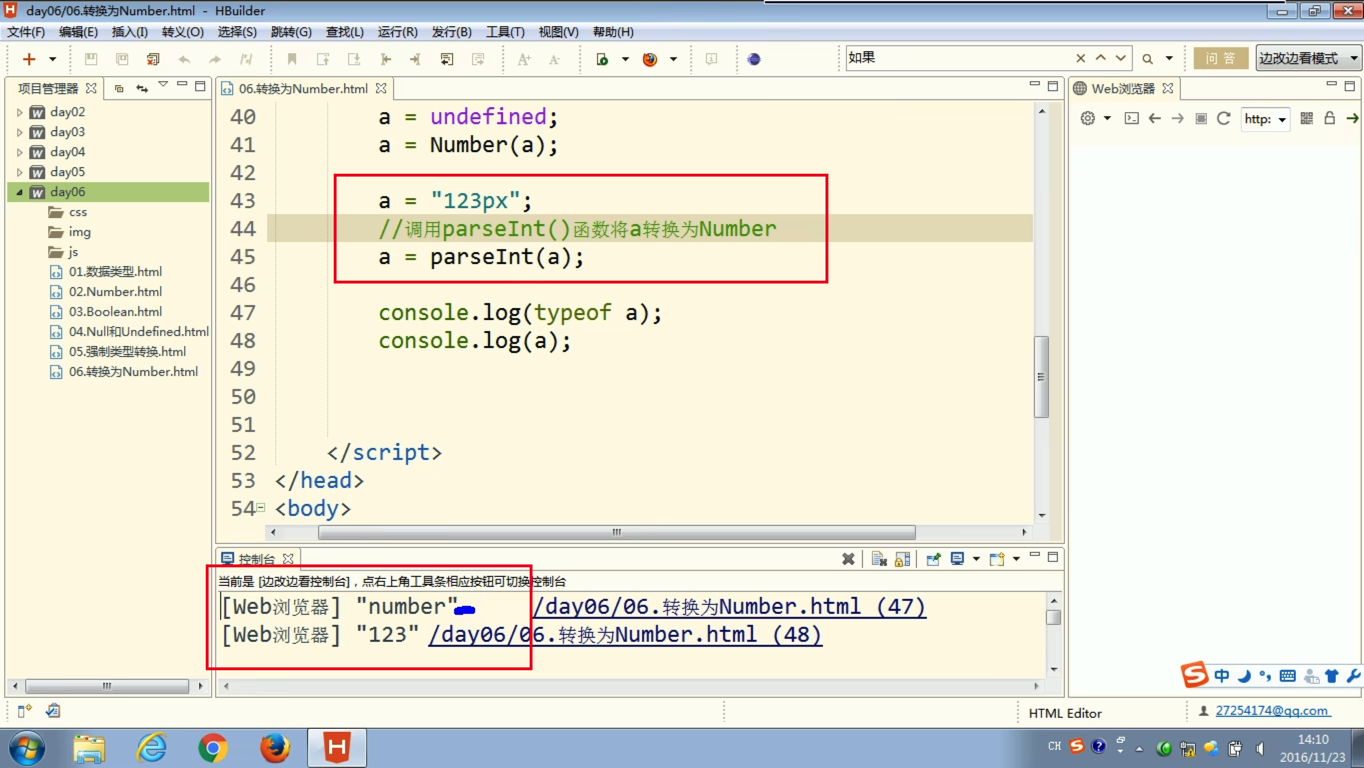 day06/06.转换为Number.html - HBuilder
文件(F) 编辑(E) 插入(I) 转义(O) 选择(S) 跳转(G) 查找(L) 运行(R) 发行(B) 工具(T) 视图(V) 帮助(H)
如果
问 答
边改边看模式
项目管理器
day02
day03
day04
day05
day06
css
img
js
01.数据类型.html
02.Number.html
03.Boolean.html
04.Null和Undefined.html
05.强制类型转换.html
06.转换为Number.html
06.转换为Number.html
40 a = undefined;
41 a = Number(a);
42
43 a = "123px";
44 //调用parseInt()函数将a转换为Number
45 a = parseInt(a);
46
47 console.log(typeof a);
48 console.log(a);
49
50
51
52 </script>
53 </head>
54 <body>
Web浏览器
http:
控制台
当前是 [边改边看控制台]，点右上角工具条相应按钮可切换控制台
[Web浏览器] "number" /day06/06.转换为Number.html (47)
[Web浏览器] "123" /day06/06.转换为Number.html (48)
中
HTML Editor
27254174@qq.com
CH
14:10
2016/11/23